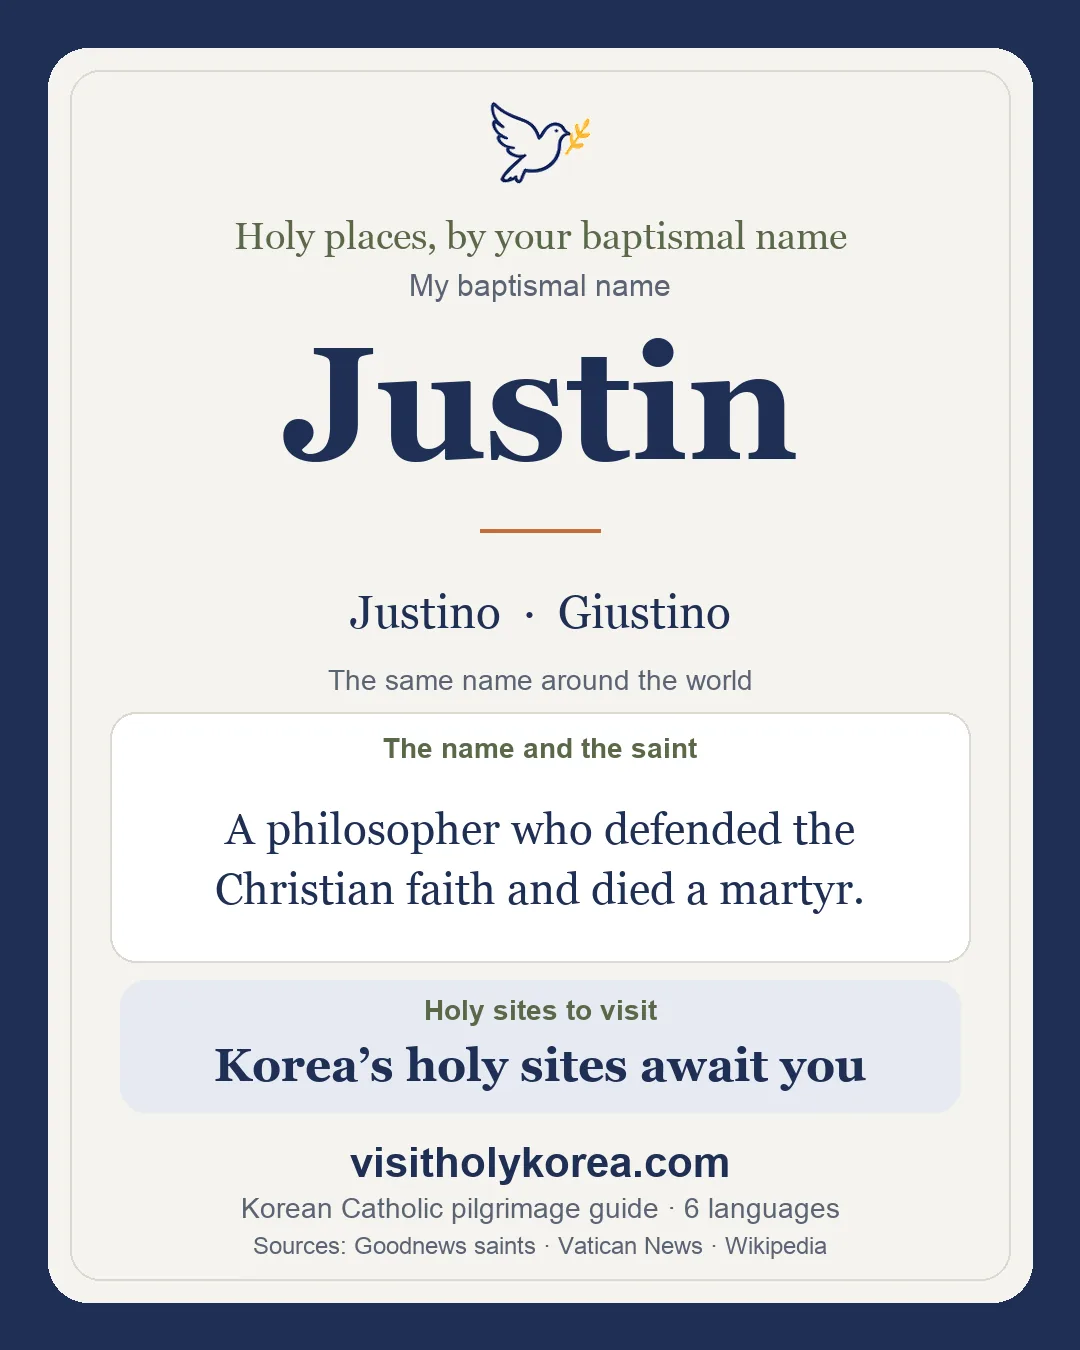 Holy places, by your baptismal name
My baptismal name
Justin
Justino · Giustino
The same name around the world
The name and the saint
A philosopher who defended the
Christian faith and died a martyr.
Holy sites to visit
Korea’s holy sites await you
visitholykorea.com
Korean Catholic pilgrimage guide · 6 languages
Sources: Goodnews saints · Vatican News · Wikipedia